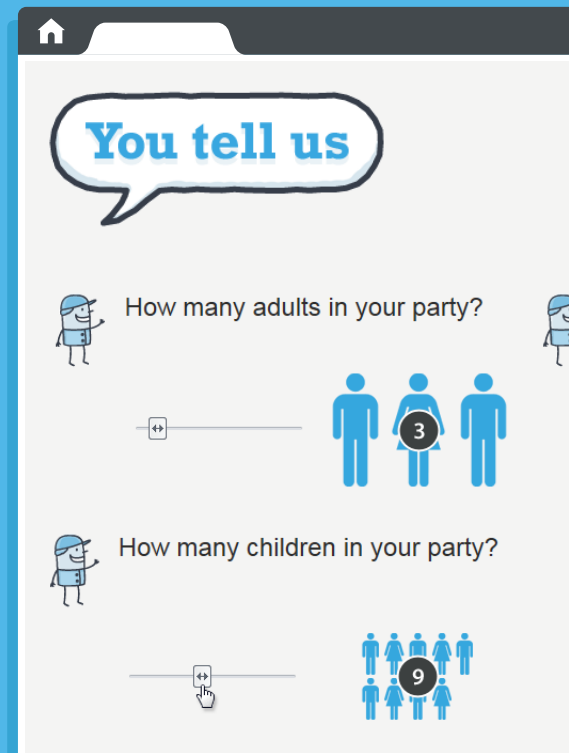 You tell us
How many adults in your party?
3
How many children in your party?
9